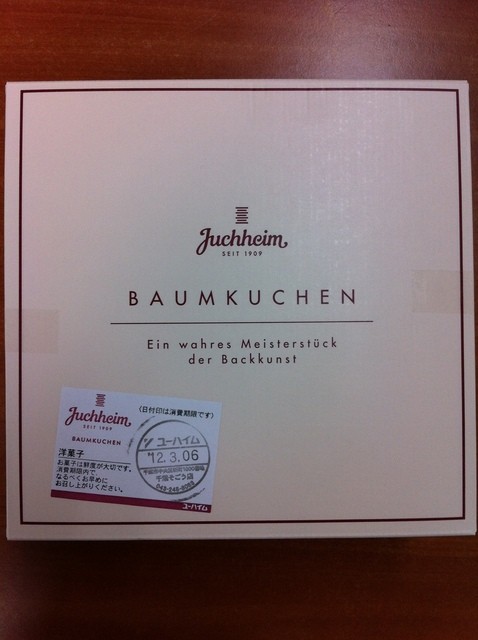 Juchheim
SEIT 1909
BAUMKUCHEN
Ein wahres Meisterstück
der Backkunst
Juchheim
SEIT 1909
BAUMKUCHEN
(日付印は消費期限です)
洋菓子
お菓子は鮮度が大切です。
消費期限内で
なるべくお早めに
お召し上がりください。
ユーハイム
'12.3.06
千葉そごう店
ユーハイム